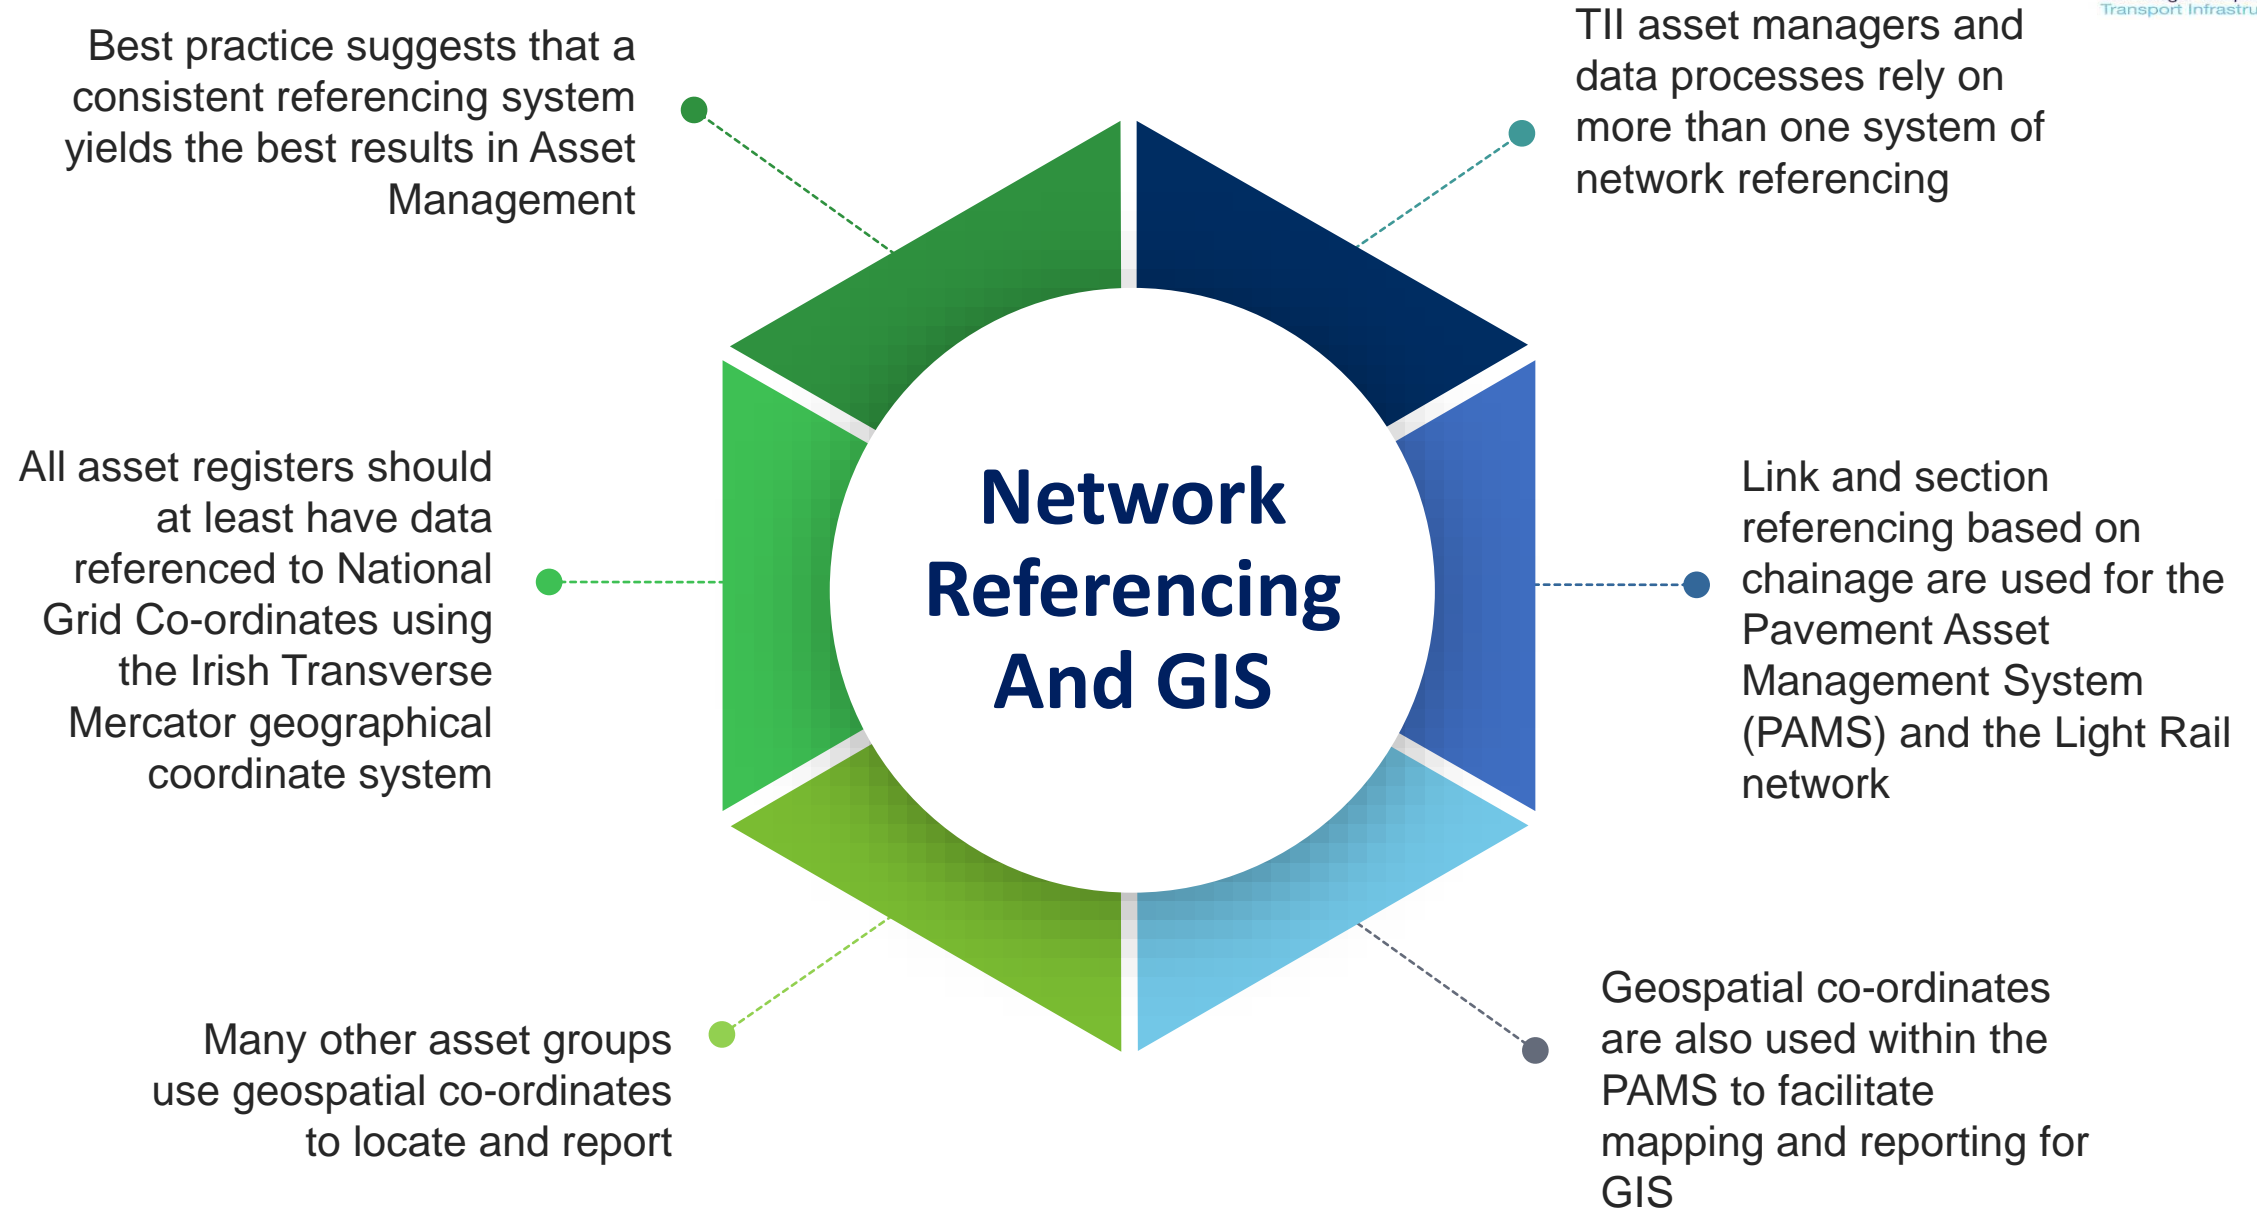 Transport Infrastru
Best practice suggests that a
consistent referencing system
yields the best results in Asset
Management
TII asset managers and
data processes rely on
more than one system of
network referencing
All asset registers should
at least have data
referenced to National
Grid Co-ordinates using
the Irish Transverse
Mercator geographical
coordinate system
Network
Referencing
And GIS
Link and section
referencing based on
chainage are used for the
Pavement Asset
Management System
(PAMS) and the Light Rail
network
Many other asset groups
use geospatial co-ordinates
to locate and report
Geospatial co-ordinates
are also used within the
PAMS to facilitate
mapping and reporting for
GIS